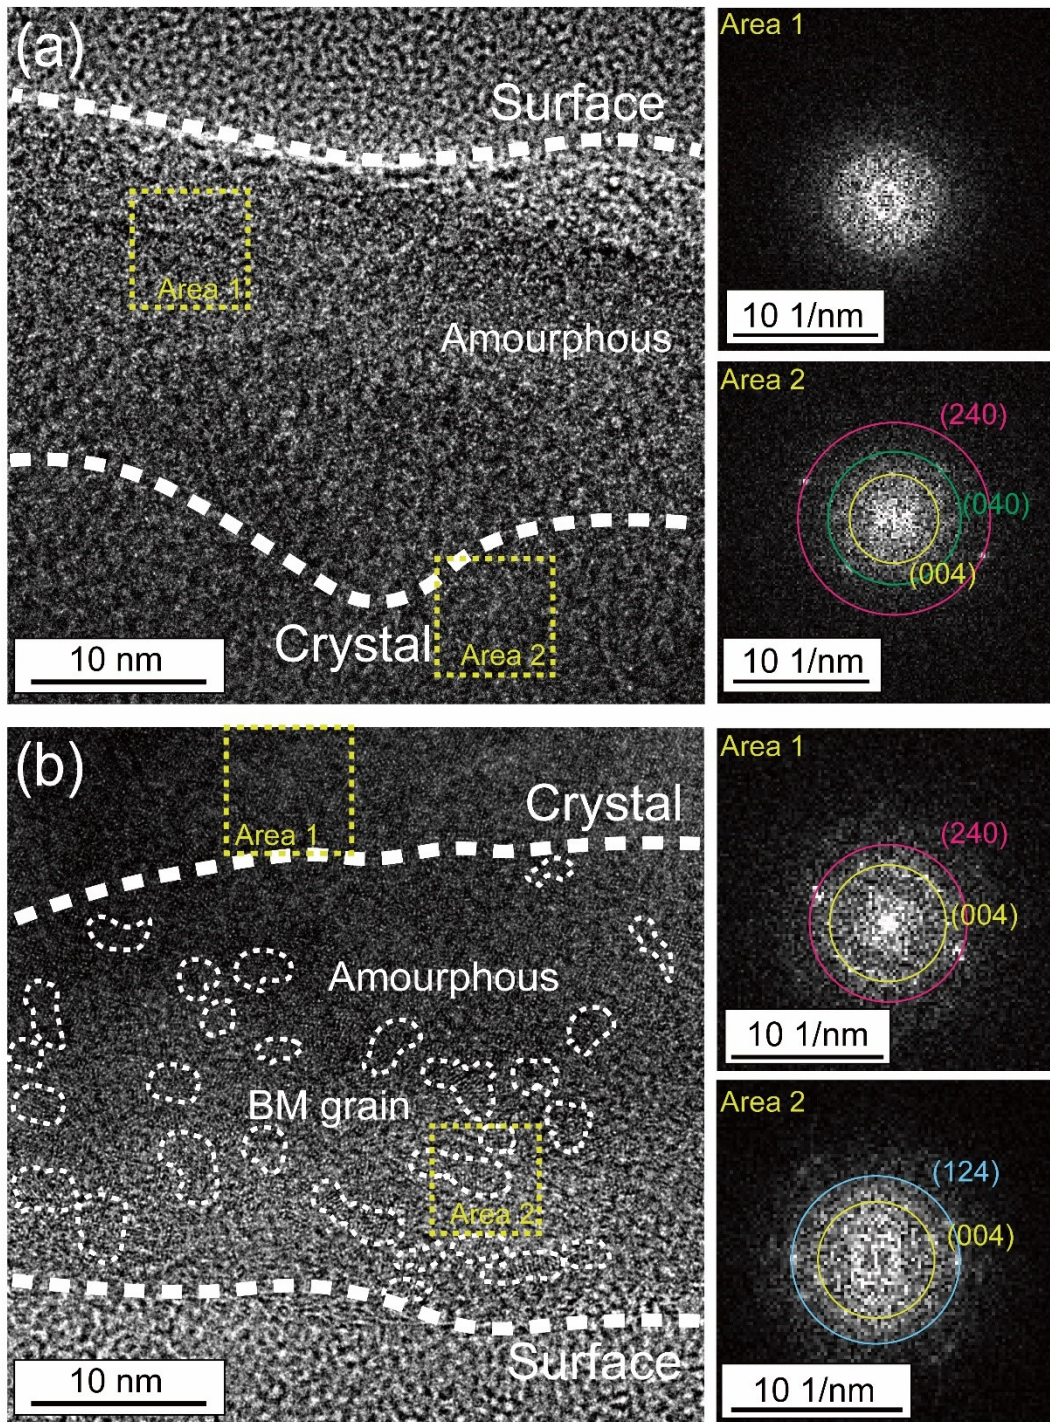 (a)
Surface
Area 1
Amourphous
Crystal
Area 2
10 nm
Area 1
10 1/nm
Area 2
(240)
(040)
(004)
10 1/nm
(b)
Area 1
Crystal
Amourphous
BM grain
Area 2
Surface
10 nm
Area 1
(240)
(004)
10 1/nm
Area 2
(124)
(004)
10 1/nm